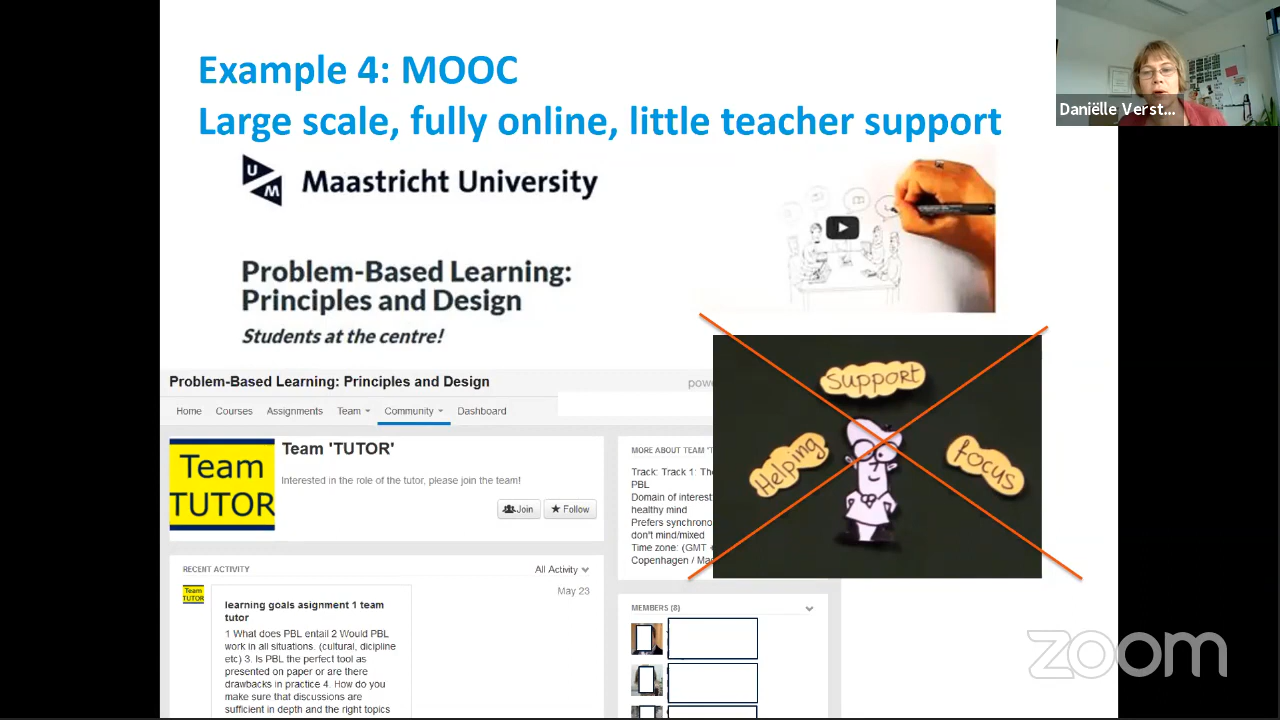 Example 4: MOOC
Large scale, fully online, little teacher support
Daniëlle Verst...
UM
Maastricht University
Problem-Based Learning:
Principles and Design
Students at the centre!
Support
Helping
focus
Problem-Based Learning: Principles and Design
powe
Home Courses Assignments Team Community Dashboard
Team
TUTOR
Team 'TUTOR'
Interested in the role of the tutor, please join the team!
Join Follow
MORE ABOUT TEAM 'T
Track: Track 1: The
PBL
Domain of interest
healthy mind
Prefers synchrono
don't mind/mixed
Time zone: (GMT +
Copenhagen / Ma
RECENT ACTIVITY
All Activity
May 23
Team
TUTOR
learning goals asignment 1 team
tutor
1 What does PBL entail 2 Would PBL
work in all situations. (cultural, dicipline
etc) 3. Is PBL the perfect tool as
presented on paper or are there
drawbacks in practice 4. How do you
make sure that discussions are
sufficient in depth and the right topics
MEMBERS (8)
zoom